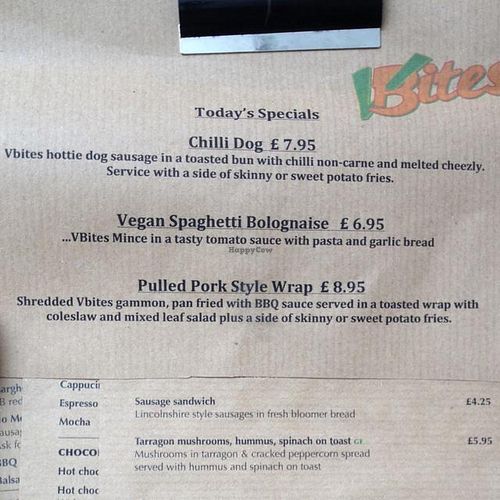 VBites
Today's Specials
Chilli Dog £ 7.95
Vbites hottie dog sausage in a toasted bun with chilli non-carne and melted cheezly.
Service with a side of skinny or sweet potato fries.
Vegan Spaghetti Bolognaise £ 6.95
...VBites Mince in a tasty tomato sauce with pasta and garlic bread
HappyCow
Pulled Pork Style Wrap £ 8.95
Shredded Vbites gammon, pan fried with BBQ sauce served in a toasted wrap with
coleslaw and mixed leaf salad plus a side of skinny or sweet potato fries.
Espresso
Mocha
Hot choc
Hot choc
Sausage sandwich £4.25
Lincolnshire style sausages in fresh bloomer bread
Tarragon mushrooms, hummus, spinach on toast GF £5.95
Mushrooms in tarragon & cracked peppercorn spread
served with hummus and spinach on toast